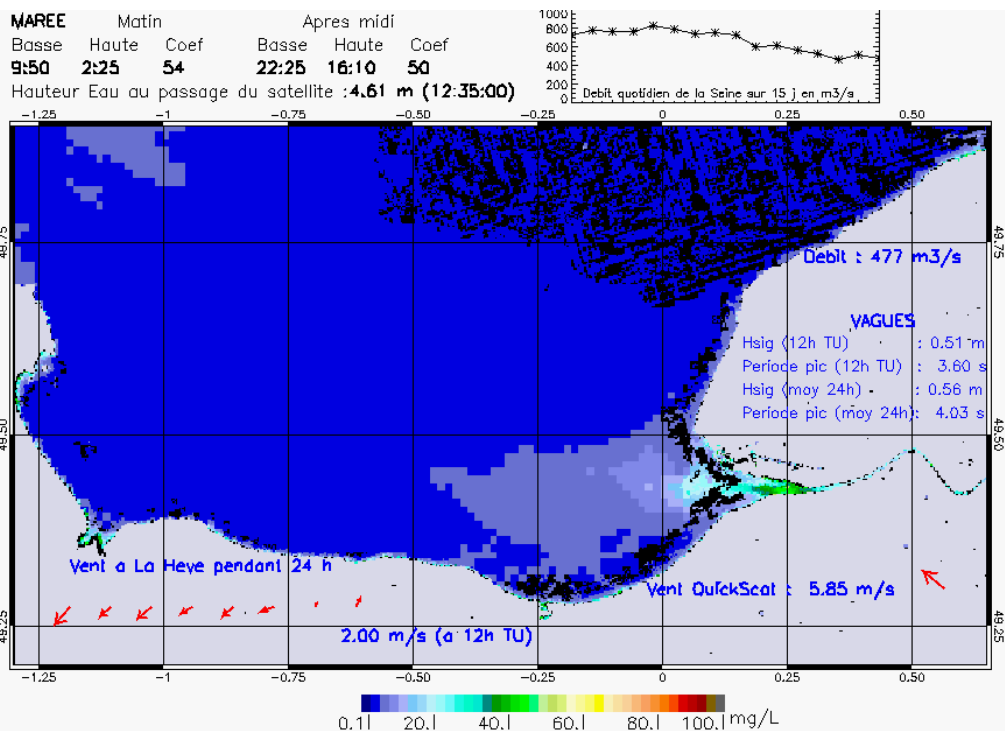 MAREE Matin Apres midi
Basse Haute Coef Basse Haute Coef
9:50 2:25 54 22:25 16:10 50
Hauteur Eau au passage du satellite :4.61 m (12:35:00)
1000
800
600
400
200
0
Debit quotidien de la Seine sur 15 j en m3/s
-1.25 -1 -0.75 -0.50 -0.25 0 0.25 0.50
49.75 49.75
Debit : 477 m3/s
VAGUES
Hsig (12h TU) : 0.51 m
Periode pic (12h TU) : 3.60 s
Hsig (moy 24h) : 0.56 m
Periode pic (moy 24h): 4.03 s
49.50 49.50
Vent a La Heve pendant 24 h
Vent QuickScat : 5.85 m/s
49.25 49.25
2.00 m/s (a 12h TU)
-1.25 -1 -0.75 -0.50 -0.25 0 0.25 0.50
0.1 20.1 40.1 60.1 80.1 100.1 mg/L